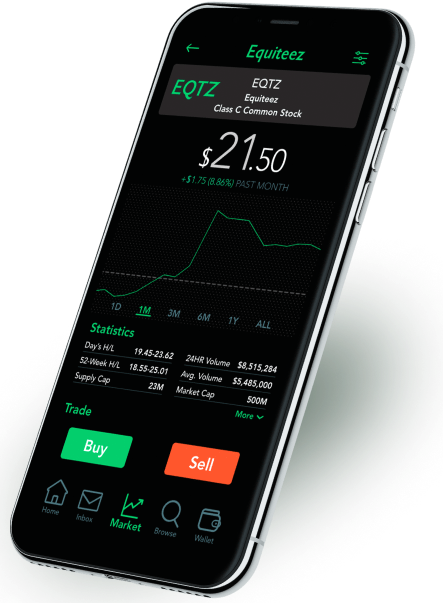 Equiteez
EQTZ
EQTZ
Equiteez
Class C Common Stock
$21.50
+$1.75 (8.86%) PAST MONTH
1D 1M 3M 6M 1Y ALL
Statistics
Day's H/L 19.45-23.62
52-Week H/L 18.55-25.01
Supply Cap 23M
24HR Volume $8,515,284
Avg. Volume $5,485,000
Market Cap 500M
More
Trade
Buy
Sell
Home
Inbox
Market
Browse
Wallet